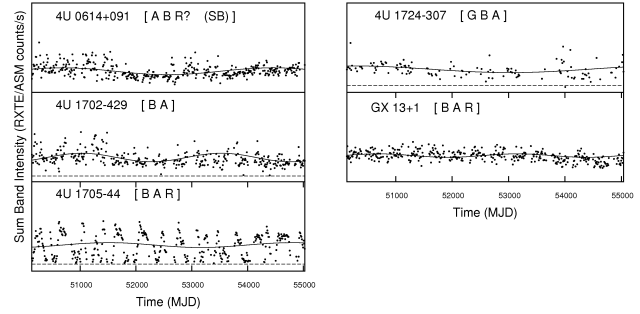 Sum Band Intensity (RXTE/ASM counts/s)
4U 0614+091 [ A B R? (SB) ]
4U 1702-429 [ B A ]
4U 1705-44 [ B A R ]
51000 52000 53000 54000 55000
Time (MJD)
4U 1724-307 [ G B A ]
GX 13+1 [ B A R ]
51000 52000 53000 54000 55000
Time (MJD)